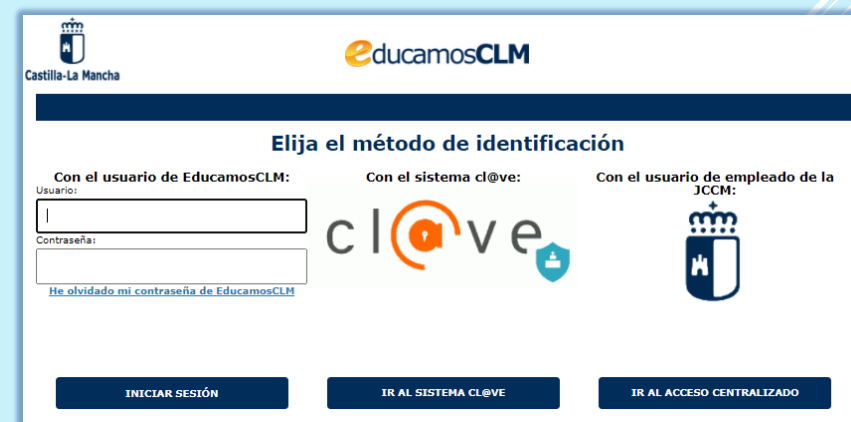 Castilla-La Mancha
educamosCLM
Elija el método de identificación
Con el usuario de EducamosCLM:
Usuario:
Contraseña:
He olvidado mi contraseña de EducamosCLM
INICIAR SESIÓN
Con el sistema cl@ve:
cl@ve
IR AL SISTEMA CL@VE
Con el usuario de empleado de la
JCCM:
IR AL ACCESO CENTRALIZADO